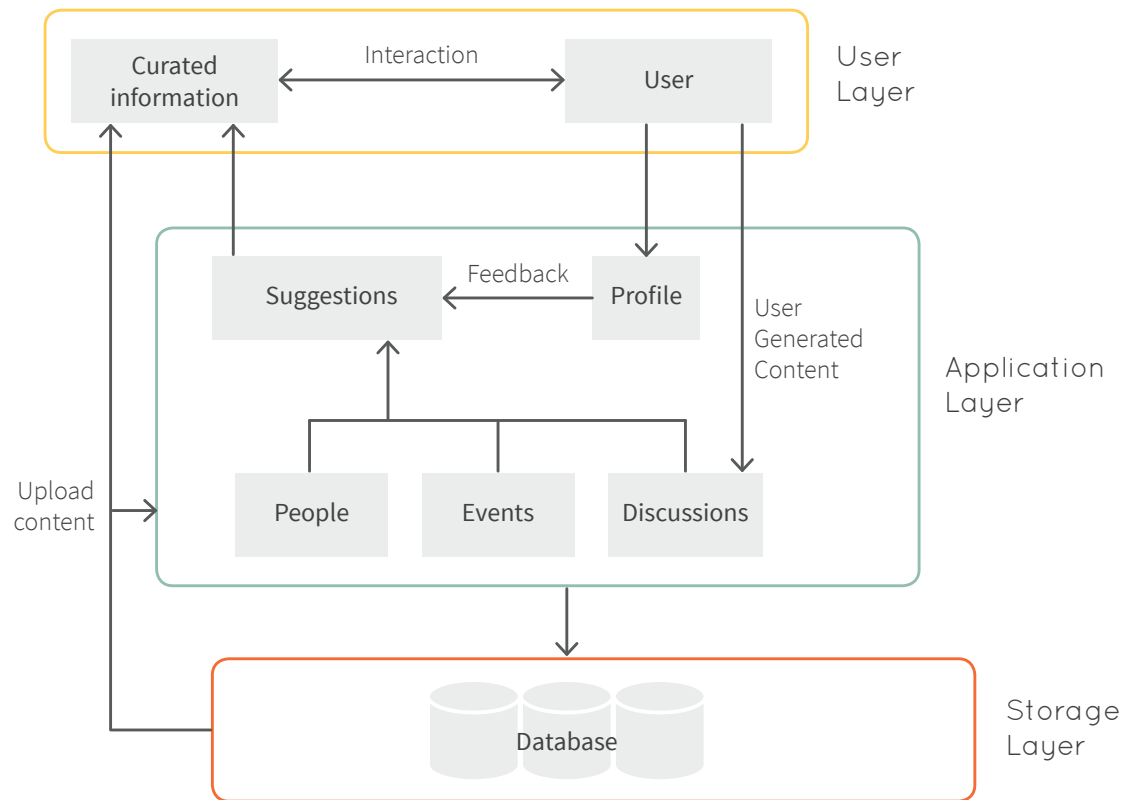 Curated
information
Interaction
User
User
Layer
Suggestions
Feedback
Profile
User
Generated
Content
Application
Layer
People
Events
Discussions
Upload
content
Database
Storage
Layer